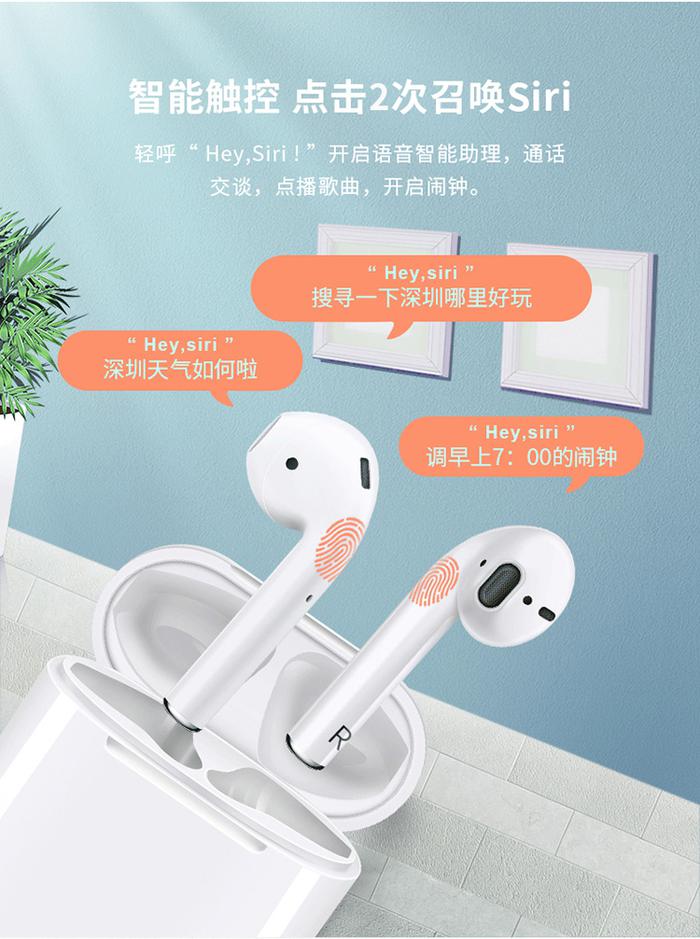 智能触控 点击2次召唤Siri
轻呼“ Hey,Siri！”开启语音智能助理，通话
交谈，点播歌曲，开启闹钟。
“ Hey,siri ”
搜寻一下深圳哪里好玩
“ Hey,siri ”
深圳天气如何啦
“ Hey,siri ”
调早上7：00的闹钟
R